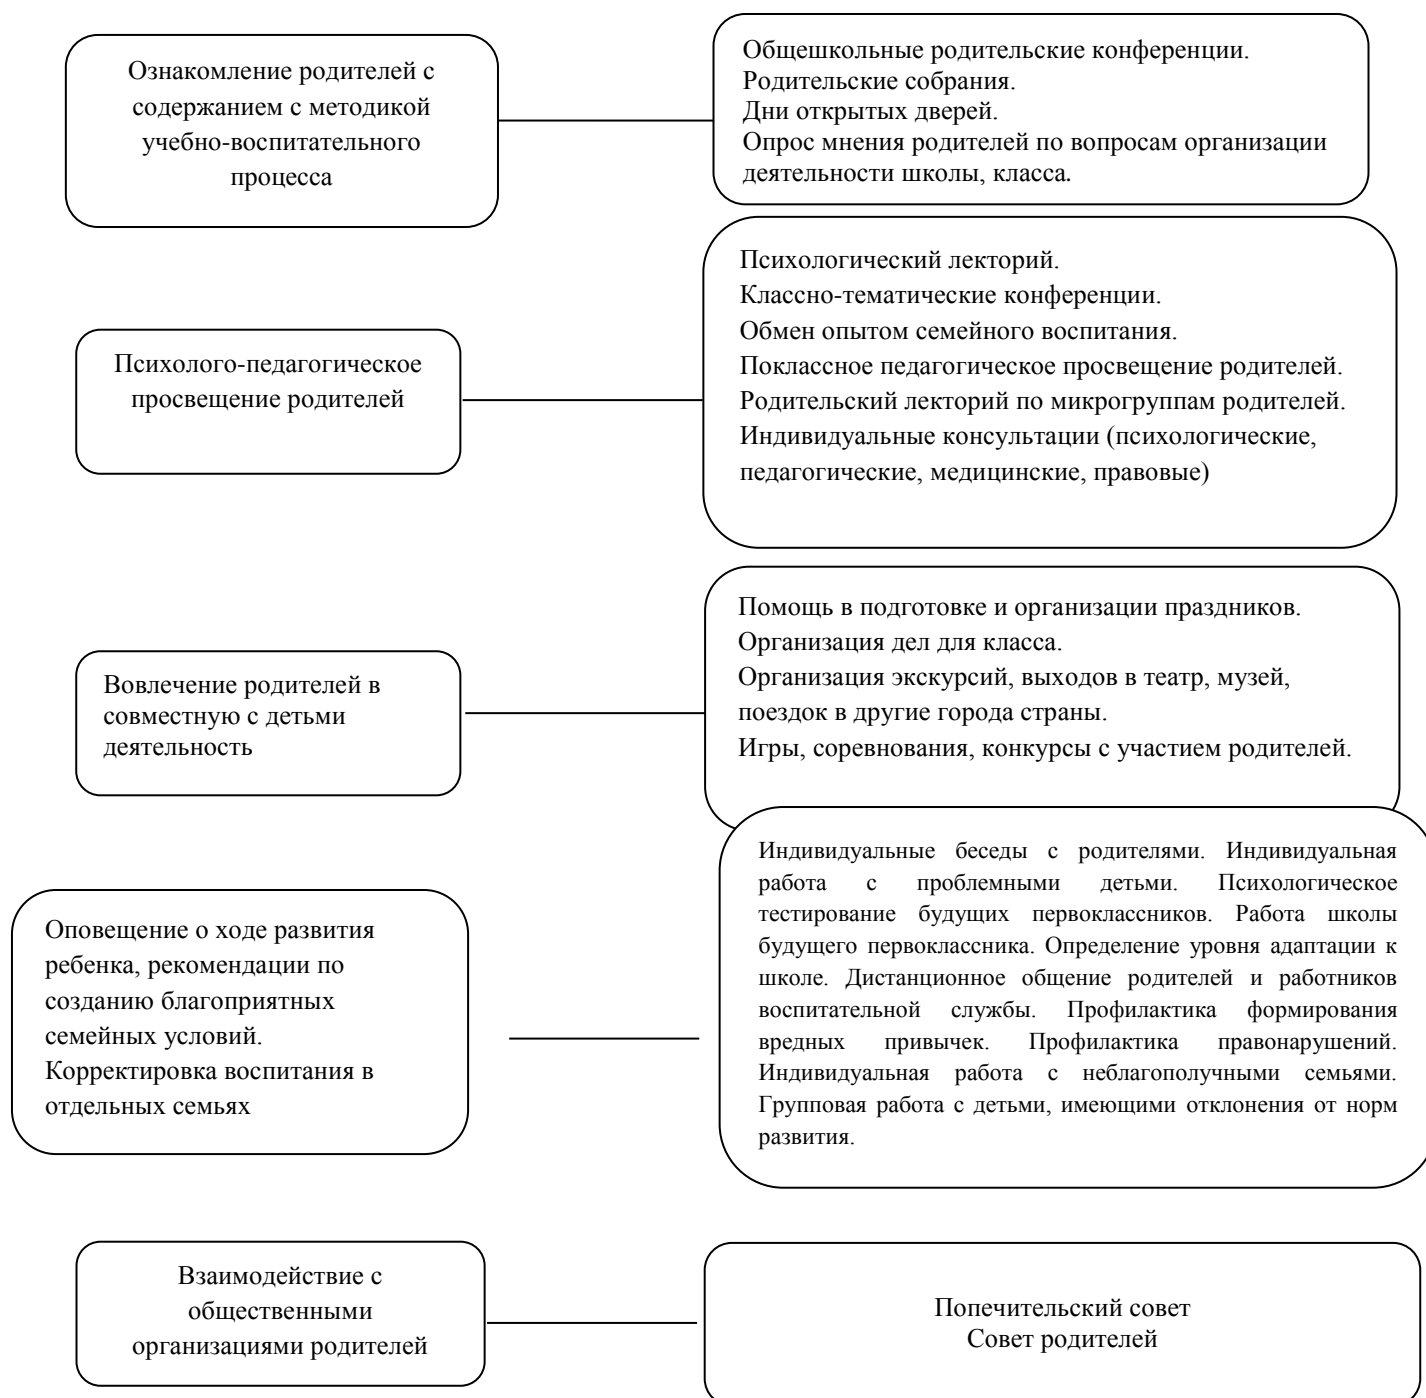 Ознакомление родителей с
содержанием с методикой
учебно-воспитательного
процесса
Общешкольные родительские конференции.
Родительские собрания.
Дни открытых дверей.
Опрос мнения родителей по вопросам организации
деятельности школы, класса.
Психолого-педагогическое
просвещение родителей
Психологический лекторий.
Классно-тематические конференции.
Обмен опытом семейного воспитания.
Поклассное педагогическое просвещение родителей.
Родительский лекторий по микрогруппам родителей.
Индивидуальные консультации (психологические,
педагогические, медицинские, правовые)
Вовлечение родителей в
совместную с детьми
деятельность
Помощь в подготовке и организации праздников.
Организация дел для класса.
Организация экскурсий, выходов в театр, музей,
поездок в другие города страны.
Игры, соревнования, конкурсы с участием родителей.
Оповещение о ходе развития
ребенка, рекомендации по
созданию благоприятных
семейных условий.
Корректировка воспитания в
отдельных семьях
Индивидуальные беседы с родителями. Индивидуальная
работа с проблемными детьми. Психологическое
тестирование будущих первоклассников. Работа школы
будущего первоклассника. Определение уровня адаптации к
школе. Дистанционное общение родителей и работников
воспитательной службы. Профилактика формирования
вредных привычек. Профилактика правонарушений.
Индивидуальная работа с неблагополучными семьями.
Групповая работа с детьми, имеющими отклонения от норм
развития.
Взаимодействие с
общественными
организациями родителей
Попечительский совет
Совет родителей